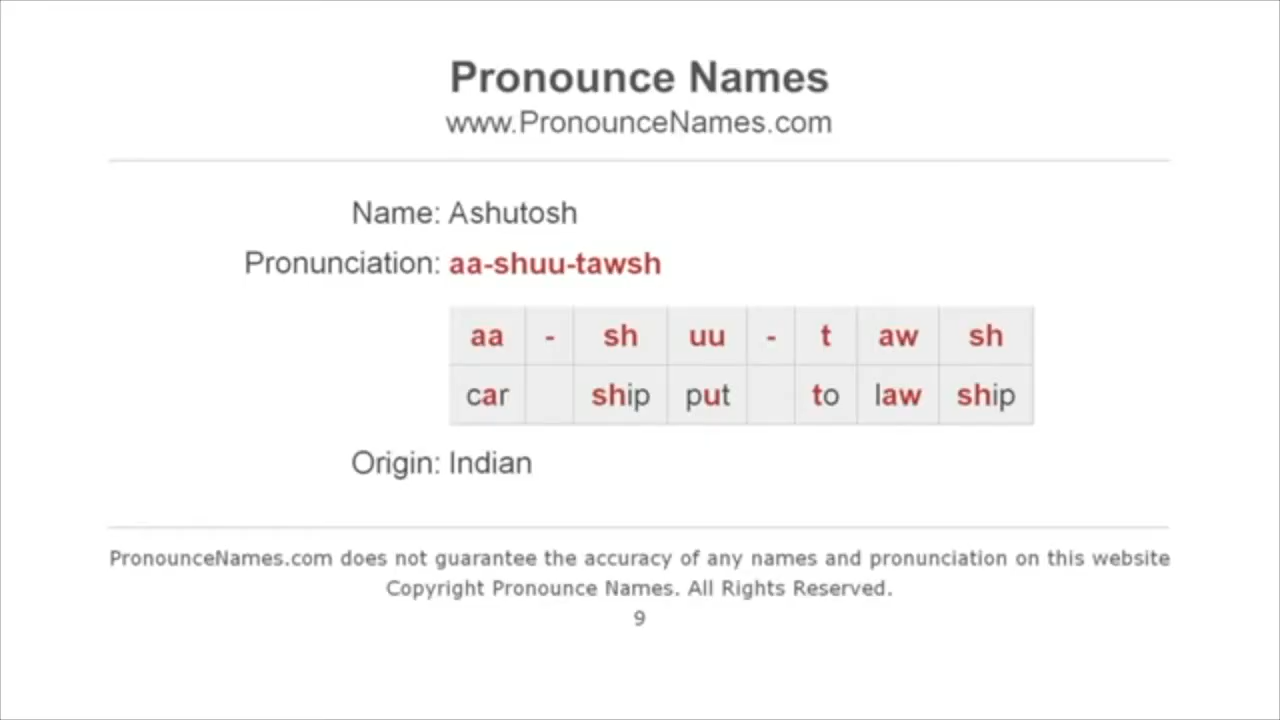 Pronounce Names
www.PronounceNames.com
Name: Ashutosh
Pronunciation: aa-shuu-tawsh
aa - sh uu - t aw sh
car ship put to law ship
Origin: Indian
PronounceNames.com does not guarantee the accuracy of any names and pronunciation on this website
Copyright Pronounce Names. All Rights Reserved.
9